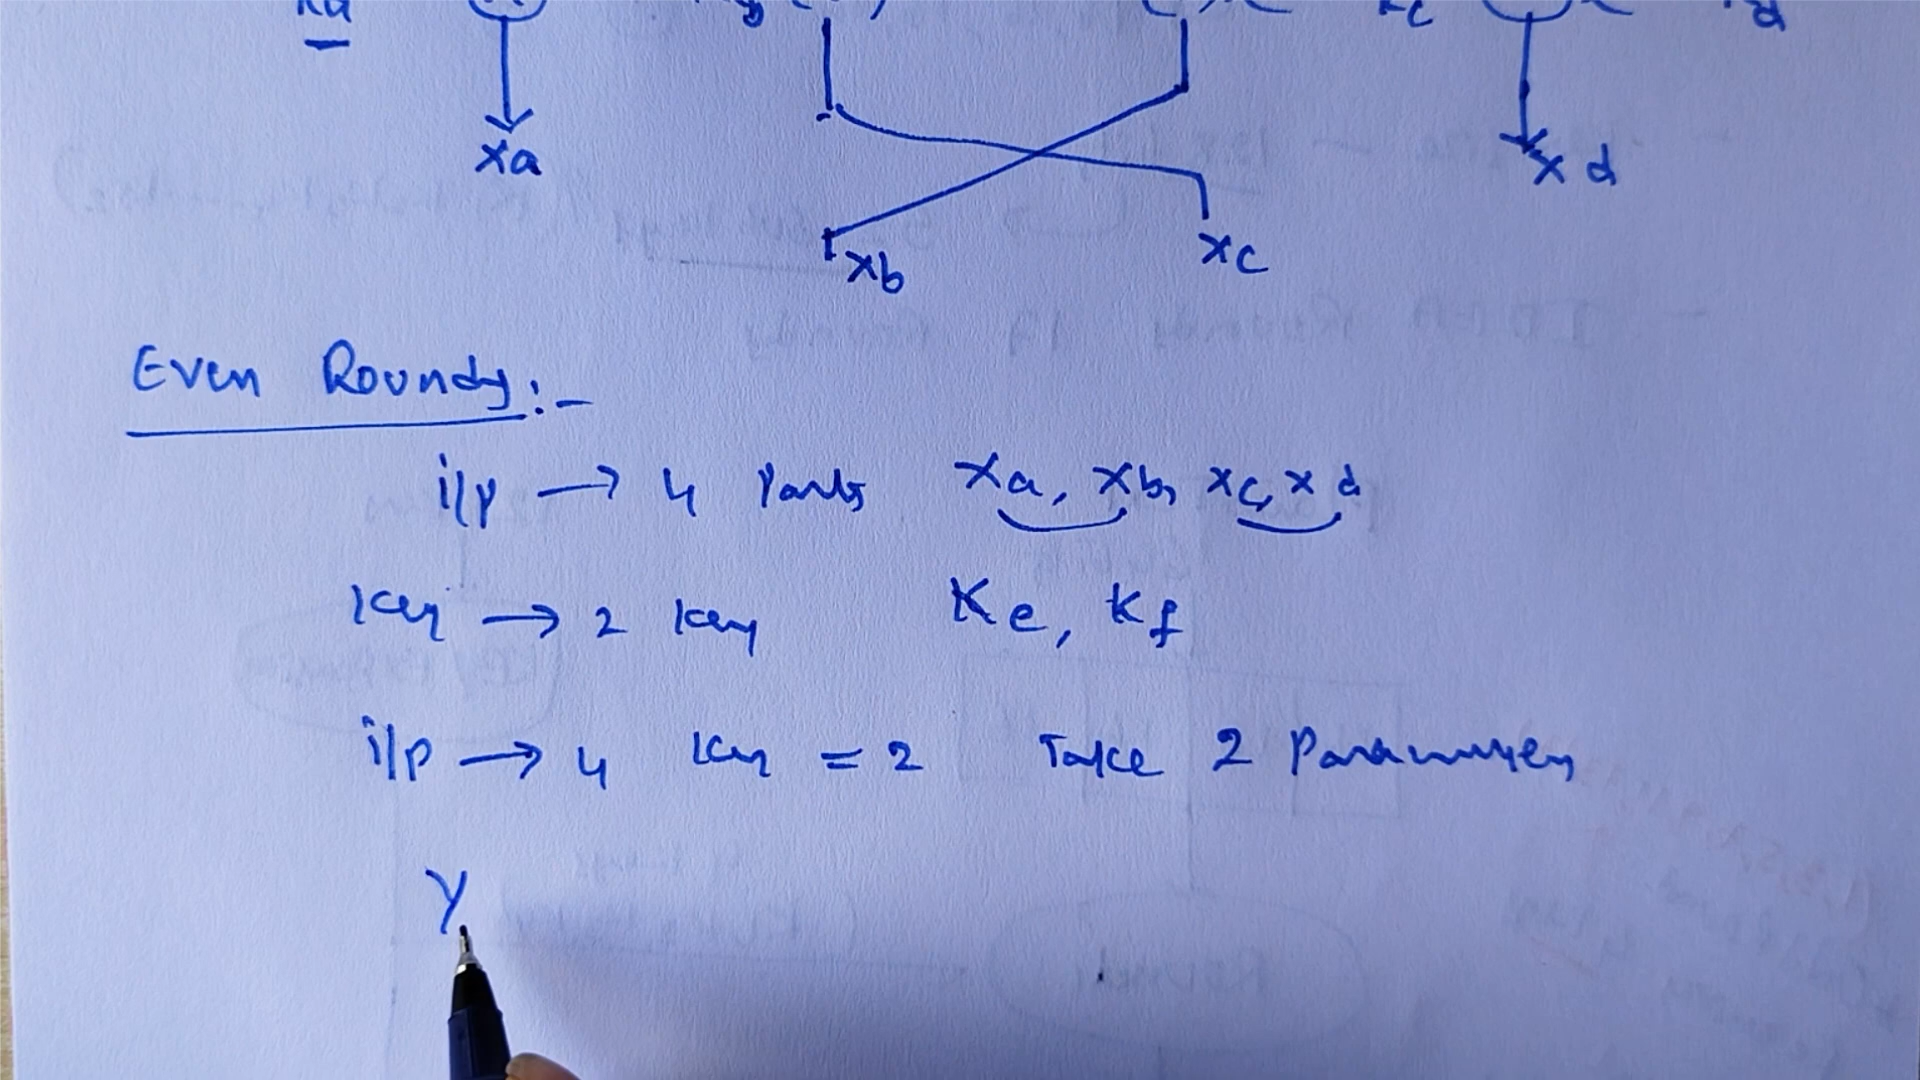 Xa
Xd
Xb
Xc
Even Rounds:-
i/p → 4 Parts Xa, Xb, Xc, Xd
Key → 2 Key Ke, Kf
i/p → 4 Key = 2 Take 2 Parameters
Y